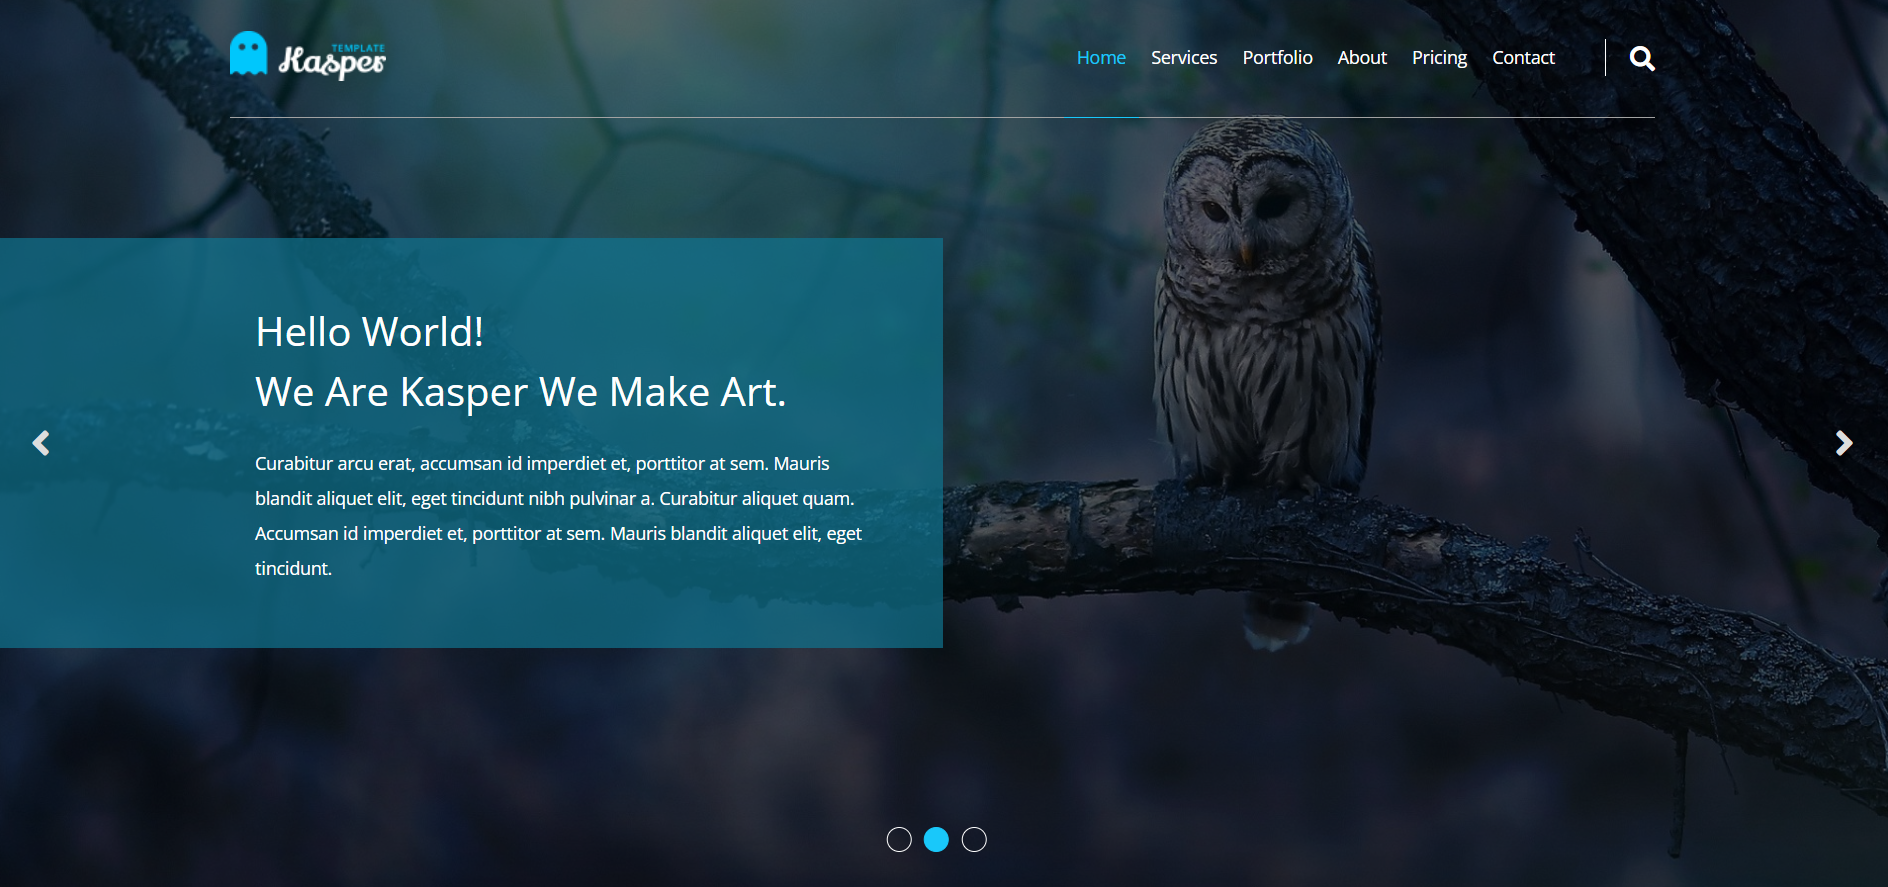 TEMPLATE
Kasper
Home Services Portfolio About Pricing Contact
Hello World!
We Are Kasper We Make Art.
Curabitur arcu erat, accumsan id imperdiet et, porttitor at sem. Mauris
blandit aliquet elit, eget tincidunt nibh pulvinar a. Curabitur aliquet quam.
Accumsan id imperdiet et, porttitor at sem. Mauris blandit aliquet elit, eget
tincidunt.